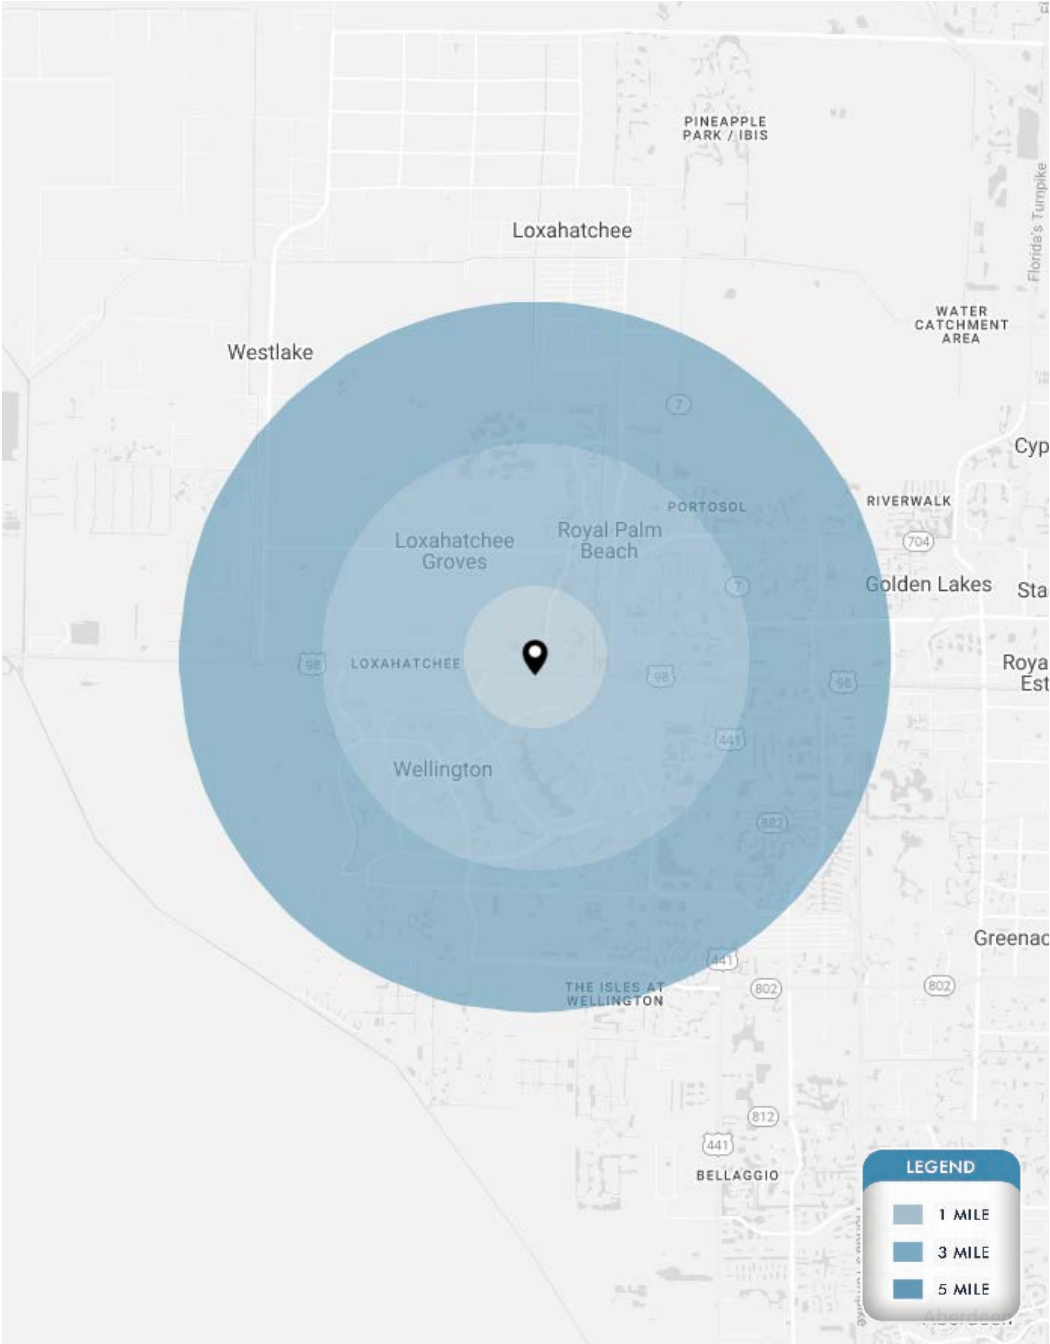 PINEAPPLE
PARK / IBIS
Florida's Turnpike
Loxahatchee
WATER
CATCHMENT
AREA
Westlake
7
Cyp
RIVERWALK
PORTOSOL
Loxahatchee
Groves
Royal Palm
Beach
704
7
Golden Lakes
Sta
98
LOXAHATCHEE
98
98
Roya
Est
441
Wellington
882
Greenac
441
THE ISLES AT
WELLINGTON
802
802
812
441
BELLAGGIO
LEGEND
1 MILE
3 MILE
5 MILE
Aberdeen